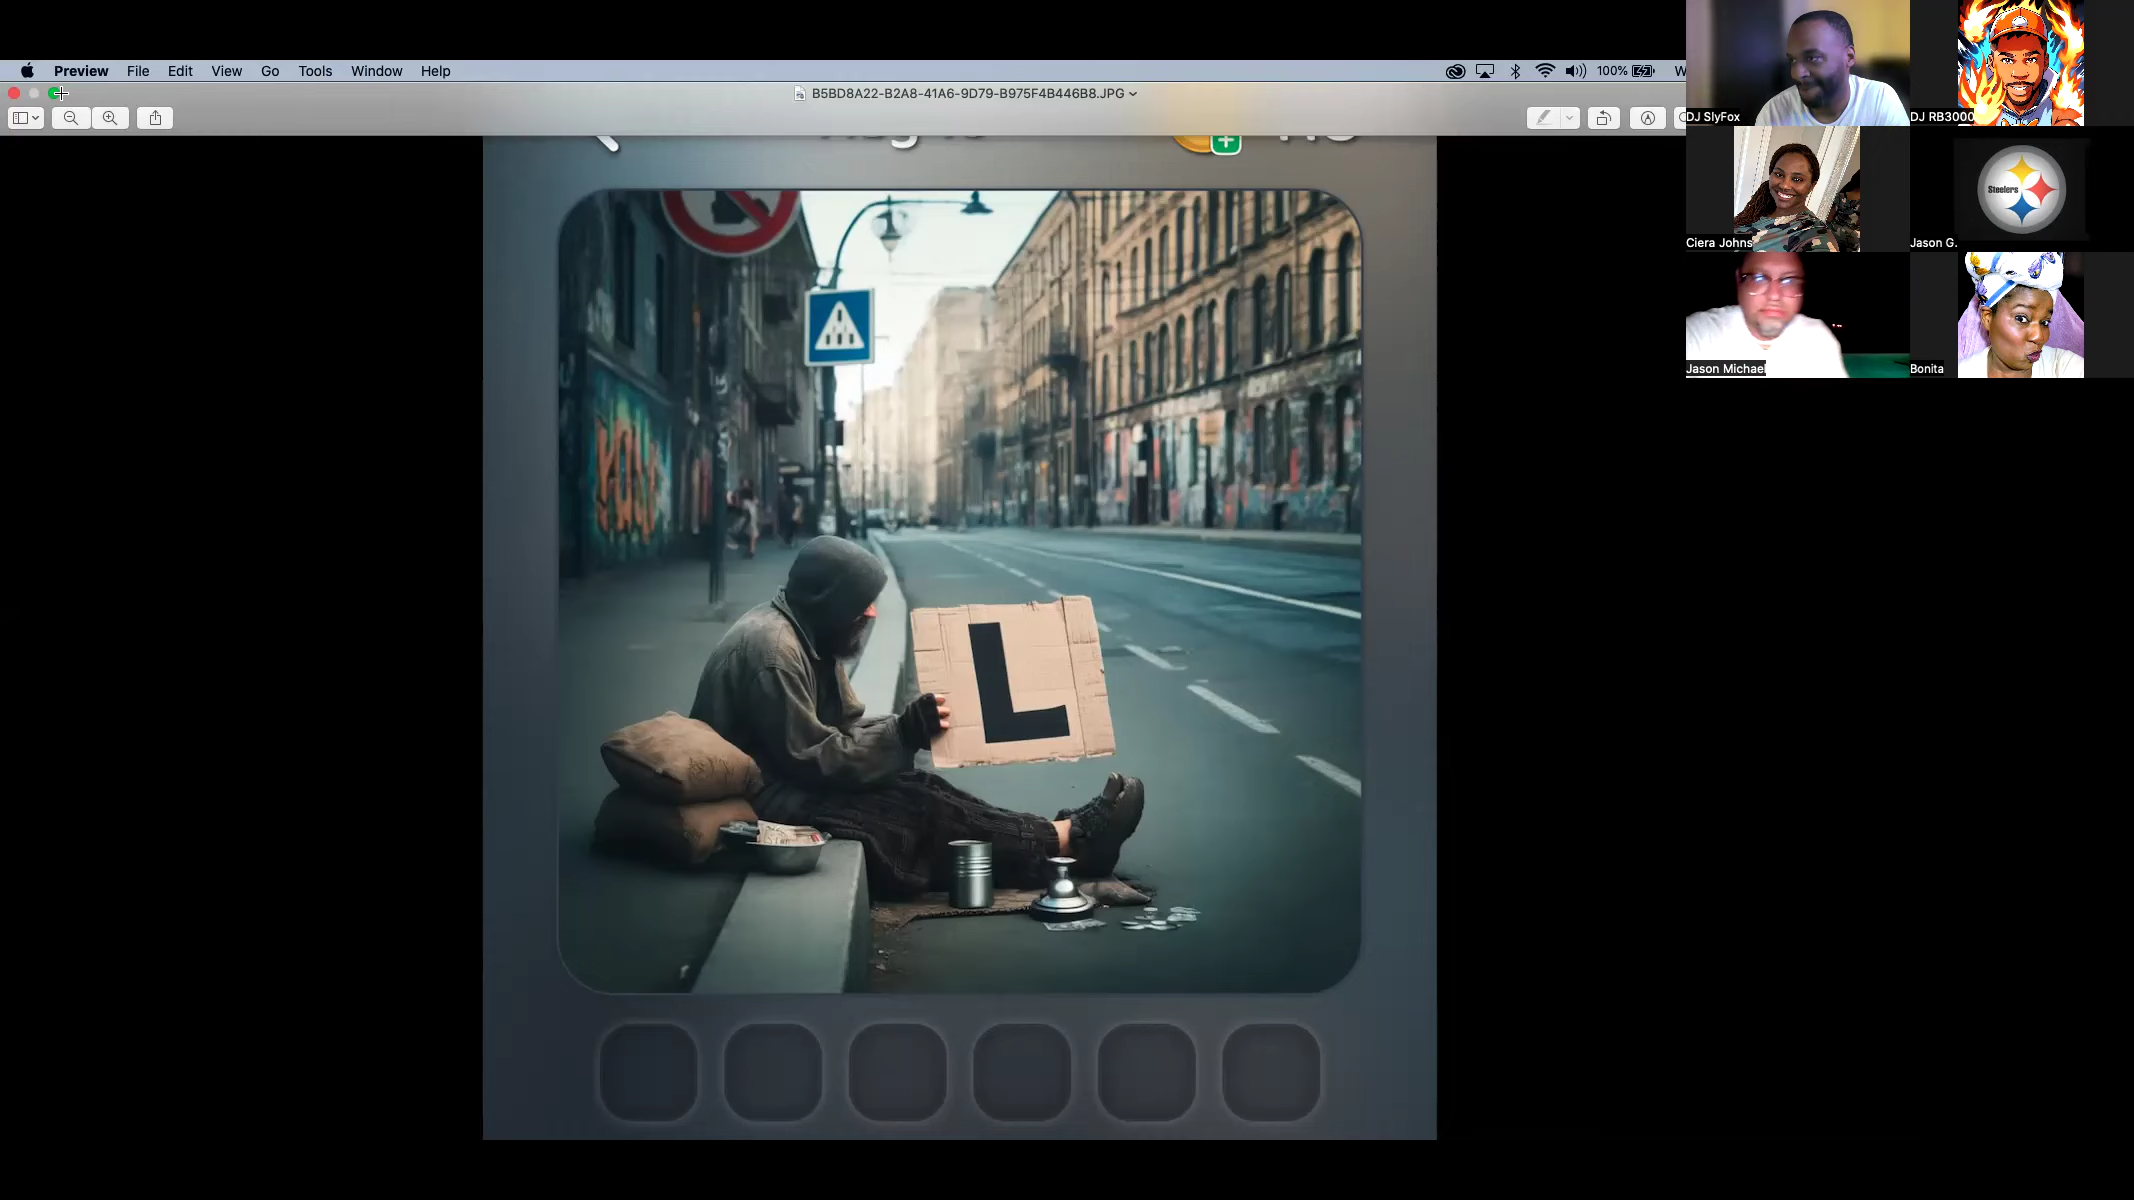 Preview File Edit View Go Tools Window Help
100% W
B5BD8A22-B2A8-41A6-9D79-B975F4B446B8.JPG
DJ SlyFox
DJ RB3000
Ciera Johns
Steelers
Jason G.
Jason Michael
Bonita
L